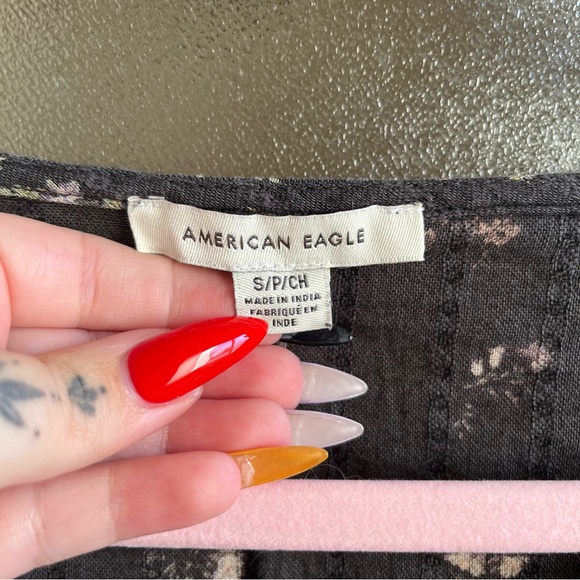 AMERICAN EAGLE
S/P/CH
MADE IN INDIA
FABRIQUÉ EN
INDE